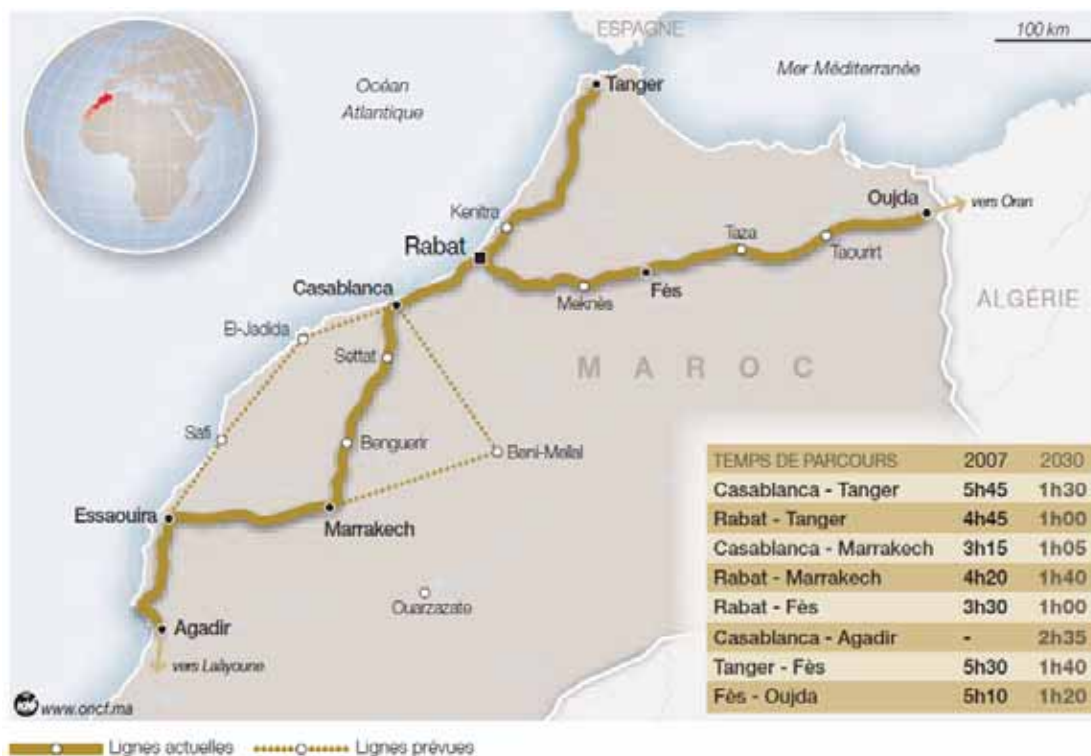 ESPAGNE
100 km
Océan
Atlantique
Mer Méditerranée
Tanger
Kenitra
Oujda
vers Oran
Rabat
Taza
Taourirt
Casablanca
Meknès
Fès
ALGÉRIE
El-Jadida
Settat
MAROC
Safi
Benguerir
Beni-Mellal
Essaouira
Marrakech
Ouarzazate
Agadir
vers Laâyoune
TEMPS DE PARCOURS 2007 2030
Casablanca - Tanger 5h45 1h30
Rabat - Tanger 4h45 1h00
Casablanca - Marrakech 3h15 1h05
Rabat - Marrakech 4h20 1h40
Rabat - Fès 3h30 1h00
Casablanca - Agadir - 2h35
Tanger - Fès 5h30 1h40
Fès - Oujda 5h10 1h20
www.oncf.ma
Lignes actuelles
Lignes prévues